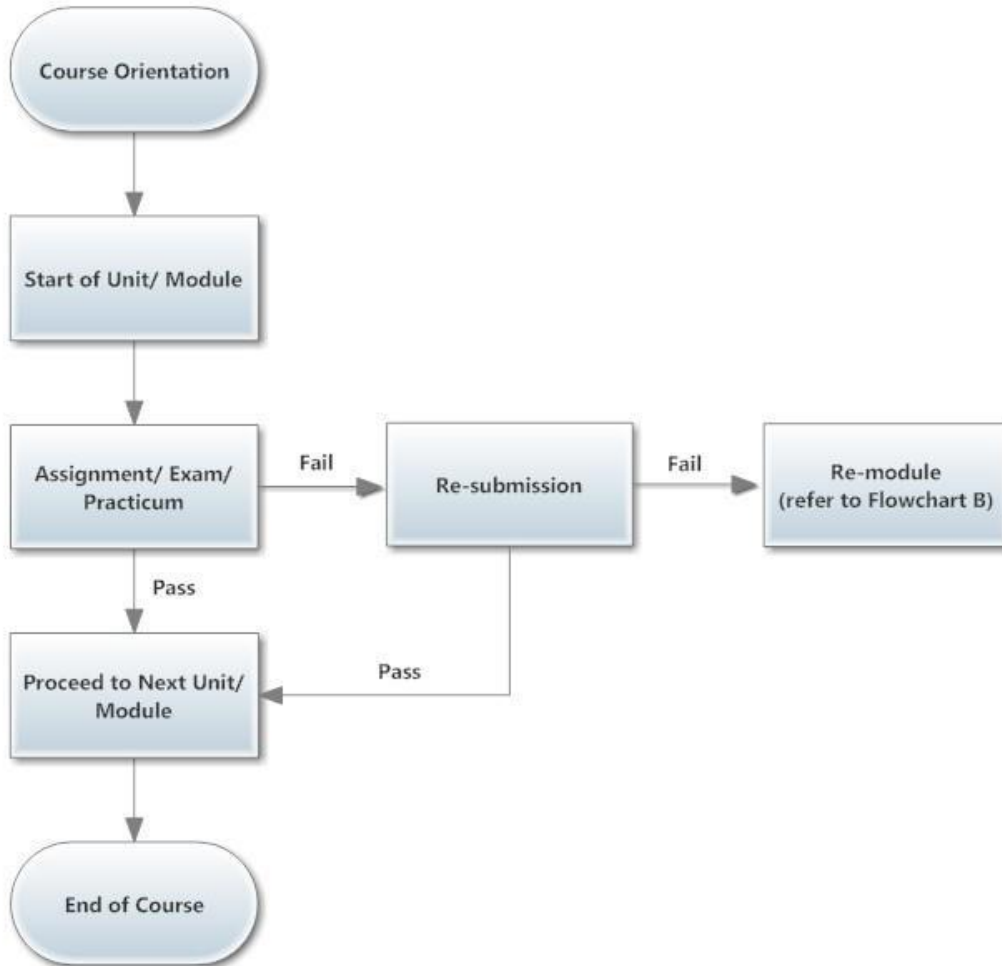 Course Orientation
Start of Unit/ Module
Assignment/ Exam/
Practicum
Fail
Re-submission
Fail
Re-module
(refer to Flowchart B)
Pass
Proceed to Next Unit/
Module
Pass
End of Course